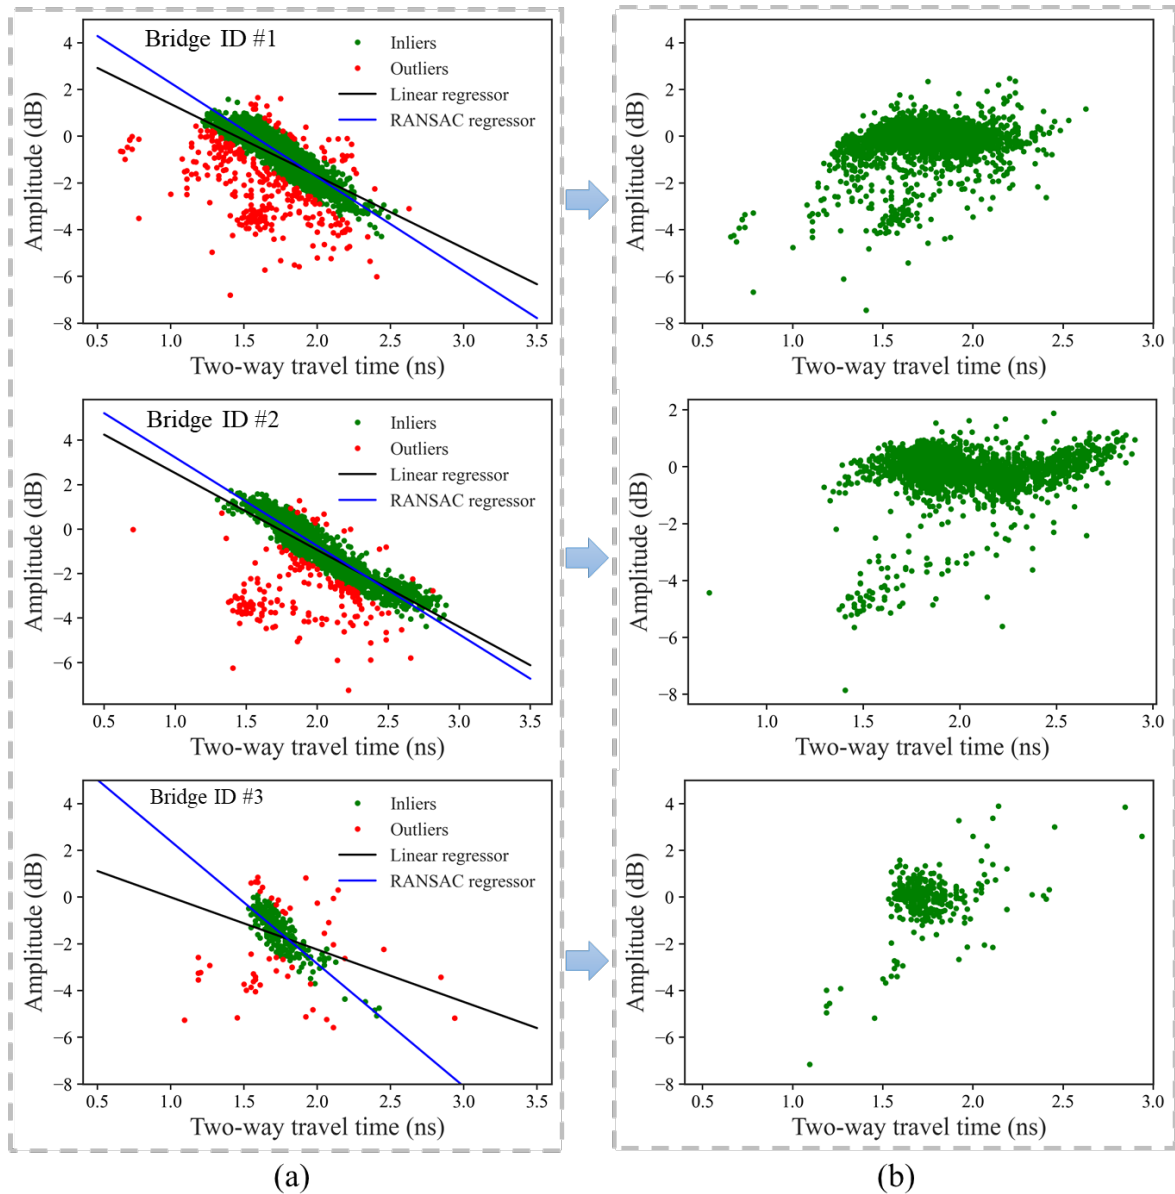 Bridge ID #1
Inliers
Outliers
Linear regressor
RANSAC regressor
4
2
0
−2
−4
−6
−8
0.5 1.0 1.5 2.0 2.5 3.0 3.5
Amplitude (dB)
Two-way travel time (ns)
4
2
0
−2
−4
−6
−8
0.5 1.0 1.5 2.0 2.5 3.0
Amplitude (dB)
Two-way travel time (ns)
Bridge ID #2
Inliers
Outliers
Linear regressor
RANSAC regressor
4
2
0
−2
−4
−6
0.5 1.0 1.5 2.0 2.5 3.0 3.5
Amplitude (dB)
Two-way travel time (ns)
2
0
−2
−4
−6
−8
1.0 1.5 2.0 2.5 3.0
Amplitude (dB)
Two-way travel time (ns)
Bridge ID #3
Inliers
Outliers
Linear regressor
RANSAC regressor
4
2
0
−2
−4
−6
−8
0.5 1.0 1.5 2.0 2.5 3.0 3.5
Amplitude (dB)
Two-way travel time (ns)
4
2
0
−2
−4
−6
−8
0.5 1.0 1.5 2.0 2.5 3.0
Amplitude (dB)
Two-way travel time (ns)
(a)
(b)